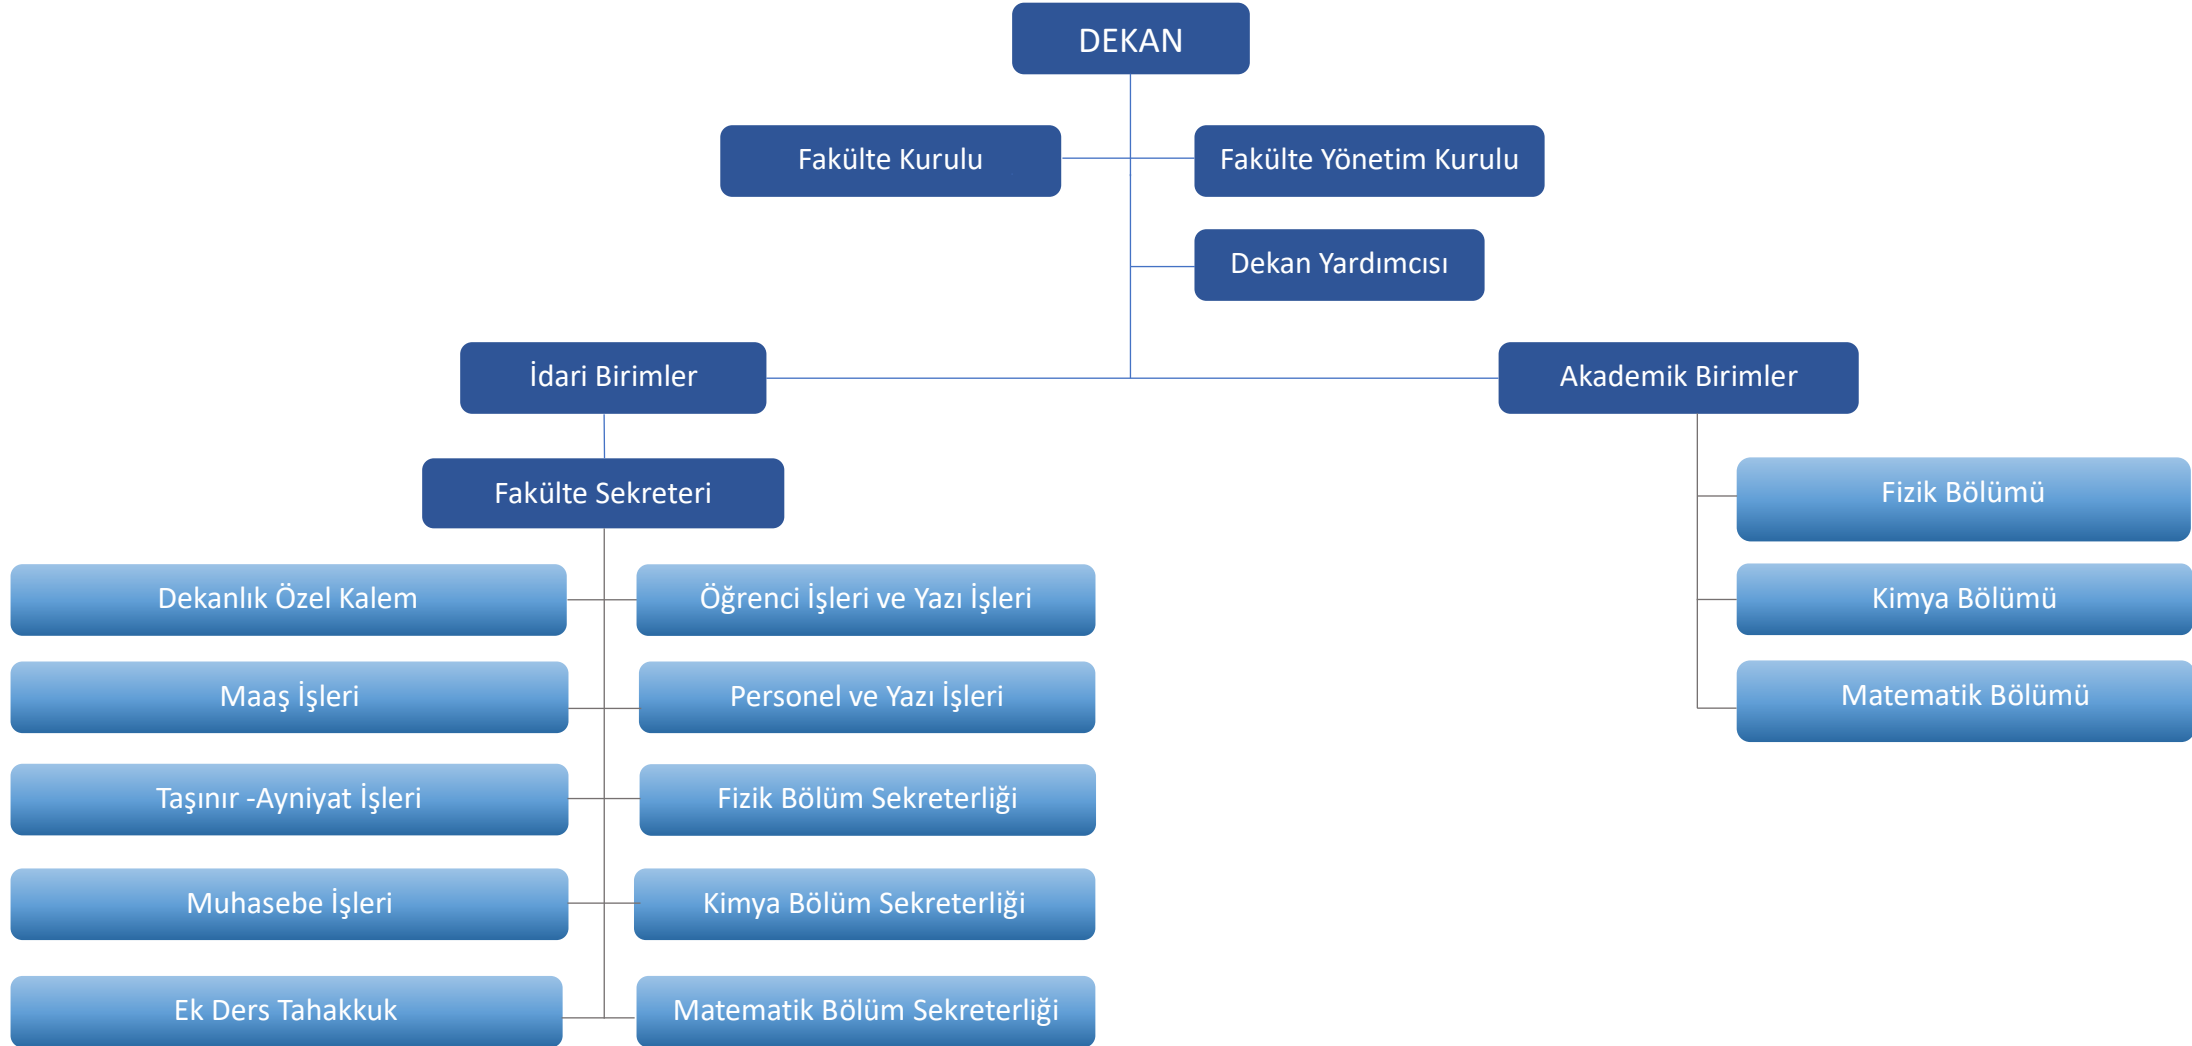 DEKAN
Fakülte Kurulu
Fakülte Yönetim Kurulu
Dekan Yardımcısı
İdari Birimler
Akademik Birimler
Fakülte Sekreteri
Fizik Bölümü
Dekanlık Özel Kalem
Öğrenci İşleri ve Yazı İşleri
Kimya Bölümü
Maaş İşleri
Personel ve Yazı İşleri
Matematik Bölümü
Taşınır -Ayniyat İşleri
Fizik Bölüm Sekreterliği
Muhasebe İşleri
Kimya Bölüm Sekreterliği
Ek Ders Tahakkuk
Matematik Bölüm Sekreterliği